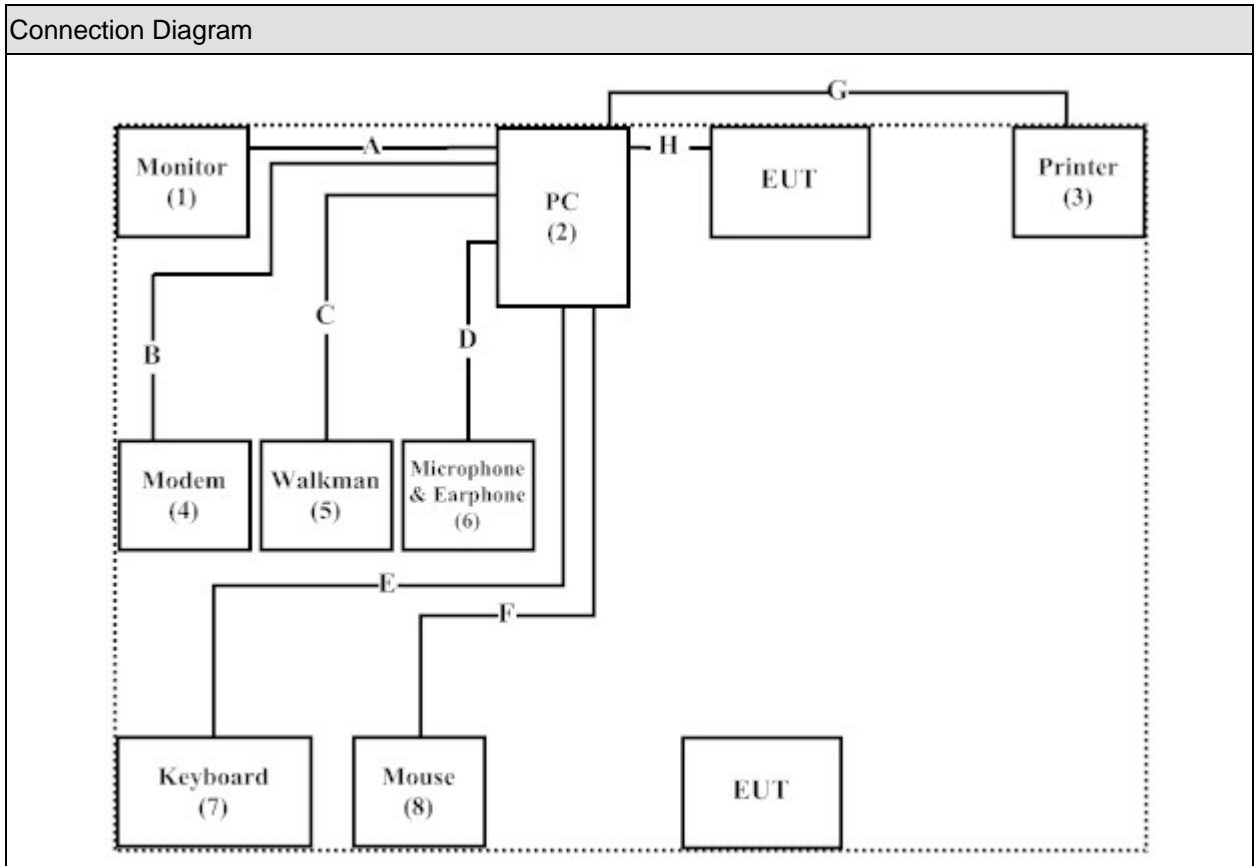 Connection Diagram
G
Monitor
(1)
A
PC
(2)
H
EUT
Printer
(3)
B
C
D
Modem
(4)
Walkman
(5)
Microphone
& Earphone
(6)
E
F
Keyboard
(7)
Mouse
(8)
EUT